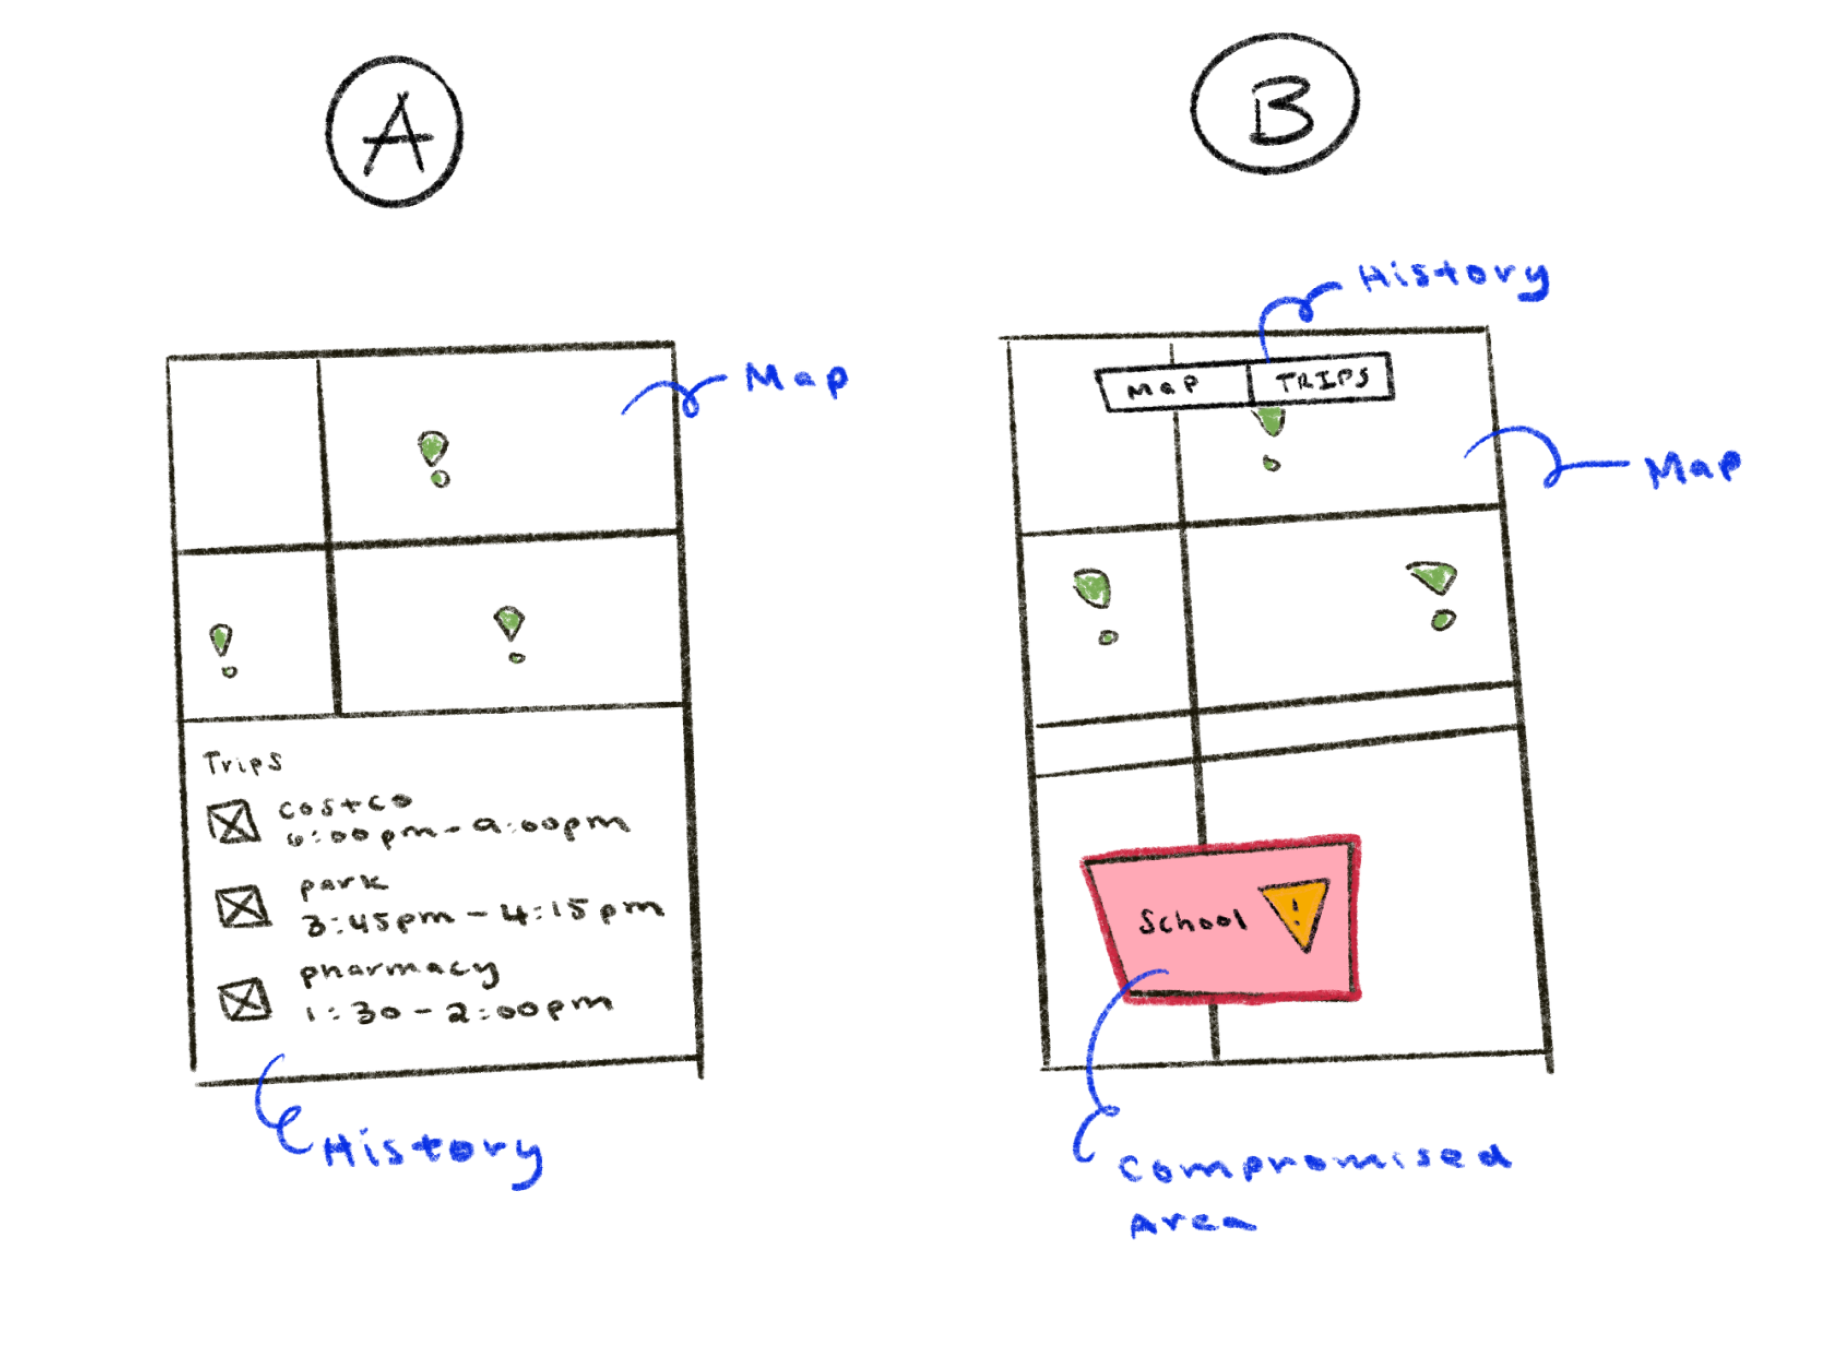 A
B
History
Map
TRIPS
Map
Map
Trips
costco
6:00pm - 9:00pm
park
3:45pm - 4:15pm
pharmacy
1:30 - 2:00pm
School
!
History
compromised
Area